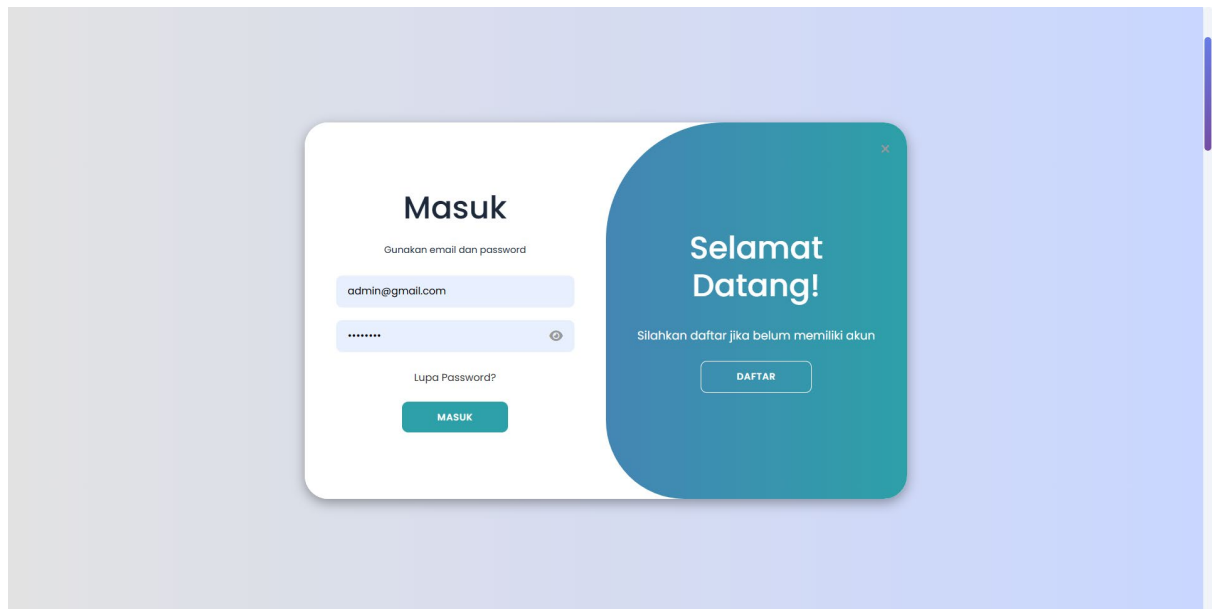 Masuk
Gunakan email dan password
admin@gmail.com
••••••••
Lupa Password?
MASUK
Selamat
Datang!
Silahkan daftar jika belum memiliki akun
DAFTAR